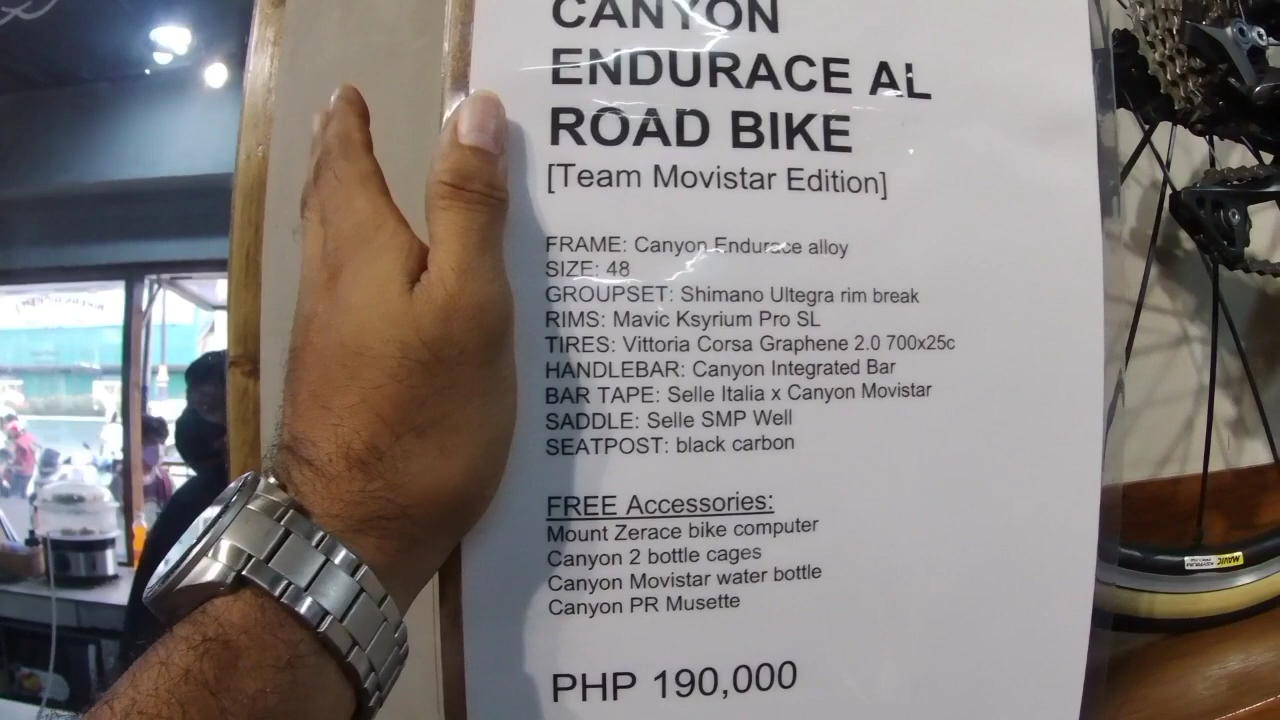 CANYON
ENDURACE AL
ROAD BIKE
[Team Movistar Edition]
FRAME: Canyon Endurace alloy
SIZE: 48
GROUPSET: Shimano Ultegra rim break
RIMS: Mavic Ksyrium Pro SL
TIRES: Vittoria Corsa Graphene 2.0 700x25c
HANDLEBAR: Canyon Integrated Bar
BAR TAPE: Selle Italia x Canyon Movistar
SADDLE: Selle SMP Well
SEATPOST: black carbon
FREE Accessories:
Mount Zerace bike computer
Canyon 2 bottle cages
Canyon Movistar water bottle
Canyon PR Musette
PHP 190,000
MAVIC